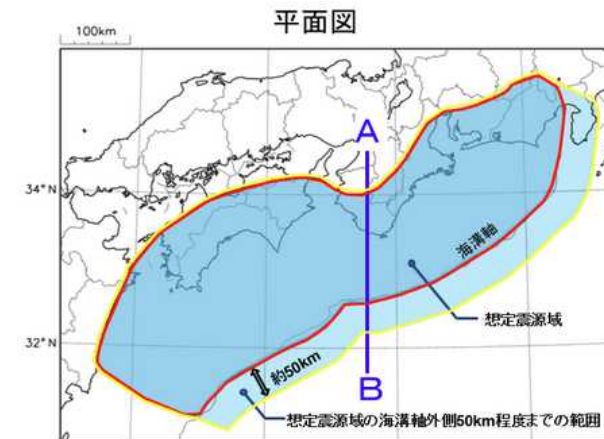 平面図
100km
A
34°N
海溝軸
想定震源域
32°N
約50km
B
想定震源域の海溝軸外側50km程度までの範囲